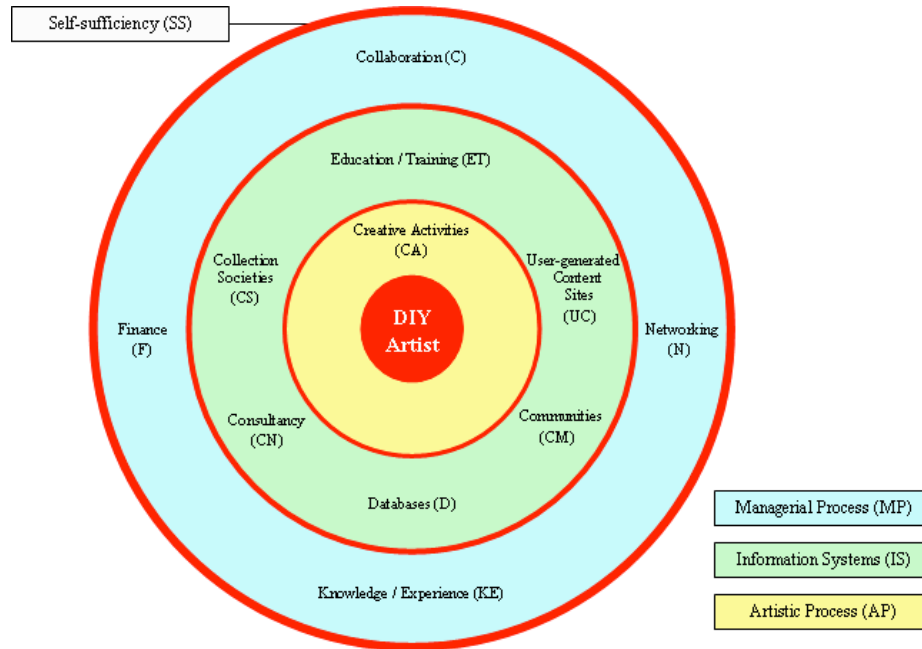 Self-sufficiency (SS)
Collaboration (C)
Education / Training (ET)
Creative Activities
(CA)
Collection
Societies
(CS)
User-generated
Content
Sites
(UC)
DIY
Artist
Finance
(F)
Networking
(N)
Consultancy
(CN)
Communities
(CM)
Databases (D)
Knowledge / Experience (KE)
Managerial Process (MP)
Information Systems (IS)
Artistic Process (AP)